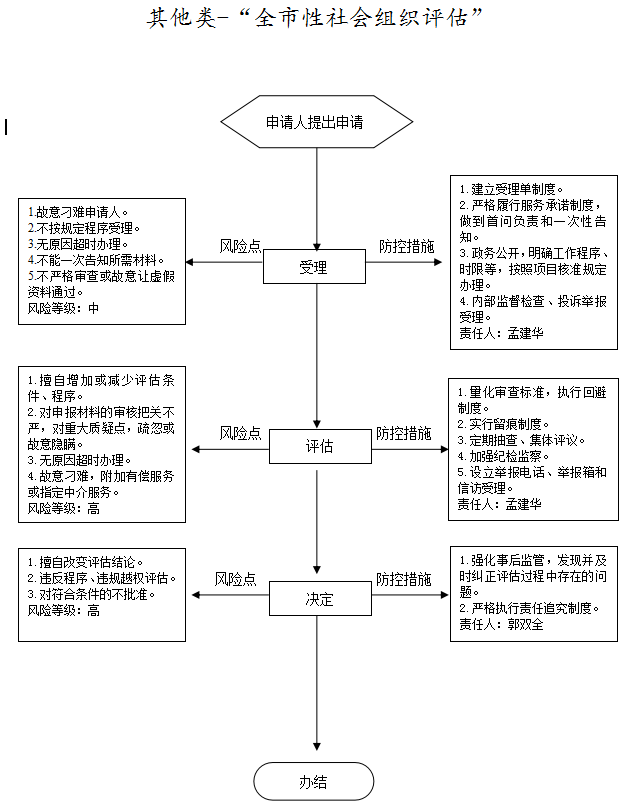 其他类-“全市性社会组织评估”
申请人提出申请
1.故意刁难申请人。
2.不按规定程序受理。
3.无原因超时办理。
4.不能一次告知所需材料。
5.不严格审查或故意让虚假
资料通过。
风险等级：中
风险点
受理
防控措施
1. 建立受理单制度。
2. 严格履行服务承诺制度，
做到首问负责和一次性告
知。
3. 政务公开，明确工作程序、
时限等，按照项目核准规定
办理。
4. 内部监督检查、投诉举报
受理。
责任人：孟建华
1. 擅自增加或减少评估条
件、程序。
2. 对申报材料的审核把关不
严，对重大质疑点，疏忽或
故意隐瞒。
3. 无原因超时办理。
4. 故意刁难，附加有偿服务
或指定中介服务。
风险等级：高
风险点
评估
防控措施
1. 量化审查标准，执行回避
制度。
2. 实行留痕制度。
3. 定期抽查、集体评议。
4. 加强纪检监察。
5. 设立举报电话、举报箱和
信访受理。
责任人：孟建华
1. 擅自改变评估结论。
2. 违反程序、违规越权评估。
3. 对符合条件的不批准。
风险等级：高
风险点
决定
防控措施
1. 强化事后监管，发现并及
时纠正评估过程中存在的问
题。
2. 严格执行责任追究制度。
责任人：郭双全
办结